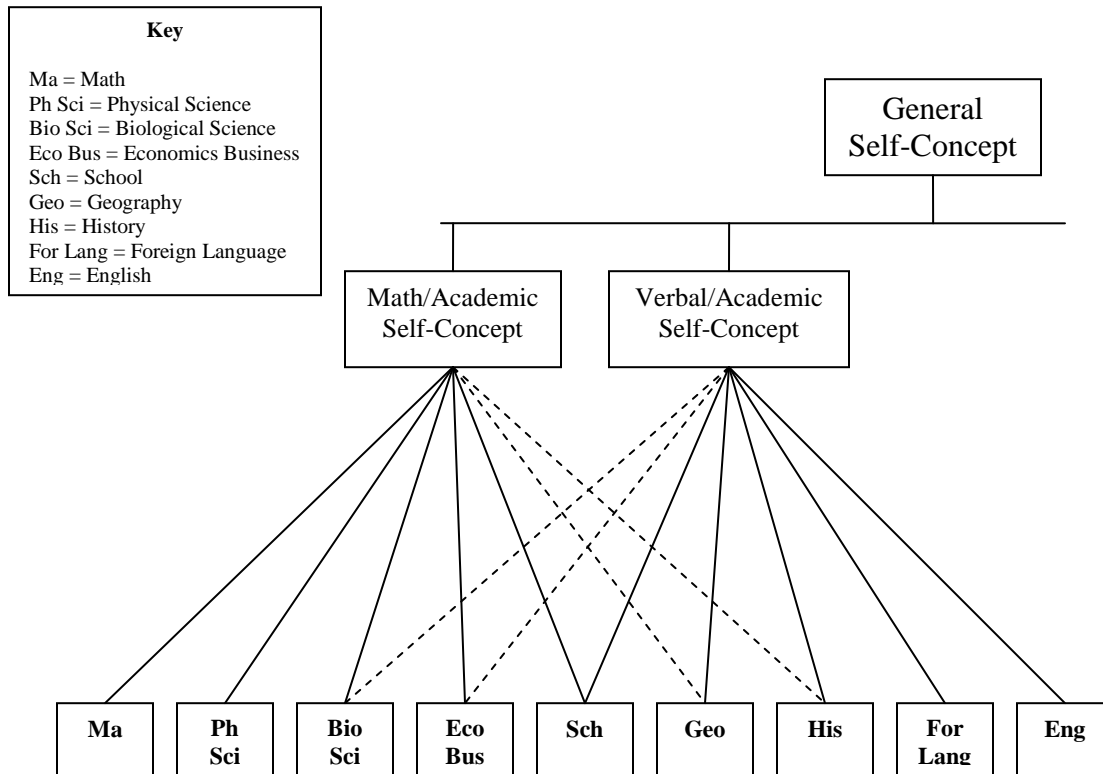 Key
Ma = Math
Ph Sci = Physical Science
Bio Sci = Biological Science
Eco Bus = Economics Business
Sch = School
Geo = Geography
His = History
For Lang = Foreign Language
Eng = English
General
Self-Concept
Math/Academic
Self-Concept
Verbal/Academic
Self-Concept
Ma
Ph
Sci
Bio
Sci
Eco
Bus
Sch
Geo
His
For
Lang
Eng